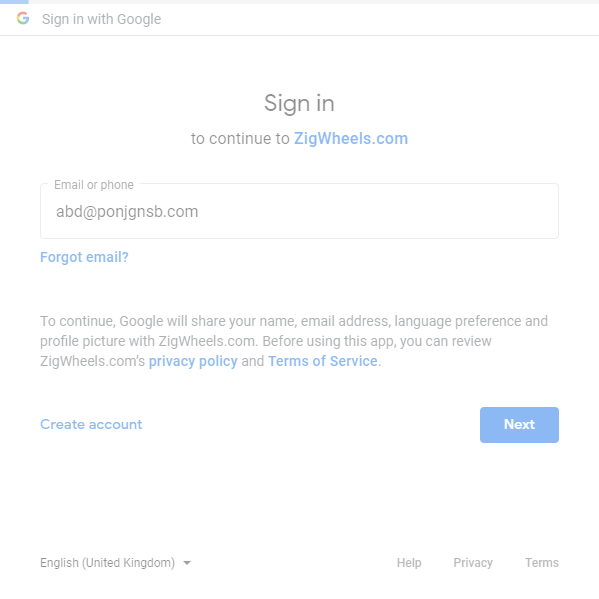 Sign in with Google
Sign in
to continue to ZigWheels.com
Email or phone
abd@ponjgnsb.com
Forgot email?
To continue, Google will share your name, email address, language preference and
profile picture with ZigWheels.com. Before using this app, you can review
ZigWheels.com's privacy policy and Terms of Service.
Create account
Next
English (United Kingdom)
Help
Privacy
Terms